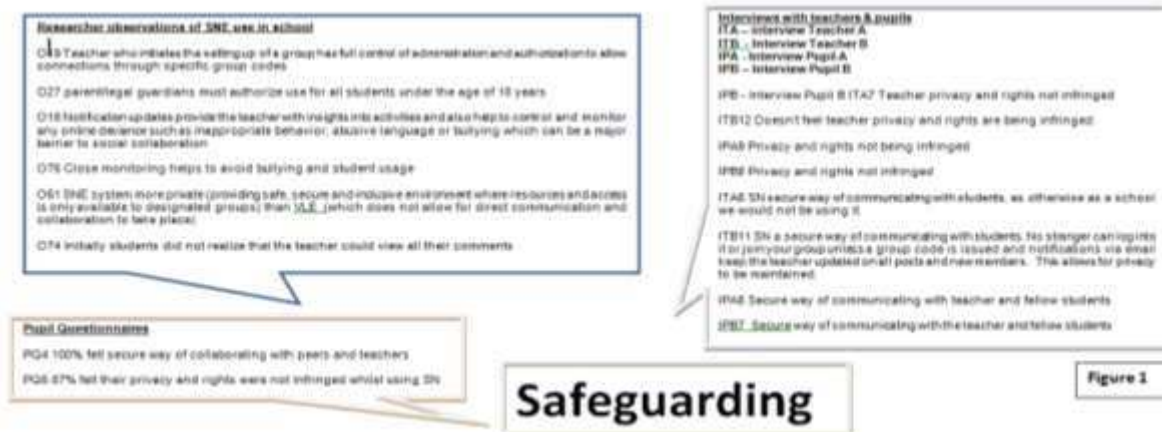 Researcher observations of SNE use in school
O19 Teacher who initiates the setting up of a group has full control of administration and authorization to allow
connections through specific group codes
O27 parent/legal guardians must authorize use for all students under the age of 18 years
O18 Notification updates provide the teacher with insights into activities and also help to control and monitor
any online deviance such as inappropriate behavior, abusive language or bullying which can be a major
barrier to social collaboration
O76 Close monitoring helps to avoid bullying and student usage
O61 SNE system more private (providing safe, secure and inclusive environment where resources and access
is only available to designated groups) than VLE (which does not allow for direct communication and
collaboration to take place)
O74 Initially students did not realize that the teacher could view all their comments
Pupil Questionnaires
PG4 100% felt secure way of collaborating with peers and teachers
PG6 87% felt their privacy and rights were not infringed whilst using SN
Interviews with teachers & pupils
ITA – Interview Teacher A
ITB - Interview Teacher B
IPA - Interview Pupil A
IPB – Interview Pupil B
IPB - Interview Pupil B ITA7 Teacher privacy and rights not infringed
ITB12 Doesn't feel teacher privacy and rights are being infringed
IPA9 Privacy and rights not being infringed
IPB8 Privacy and rights not infringed
ITA6 SN secure way of communicating with students, as otherwise as a school
we would not be using it
ITB11 SN a secure way of communicating with students. No stranger can log into
it or join your group unless a group code is issued and notifications via email
keep the teacher updated on all posts and new members. This allows for privacy
to be maintained
IPA8 Secure way of communicating with teacher and fellow students
IPB7 Secure way of communicating with the teacher and fellow students
Safeguarding
Figure 1